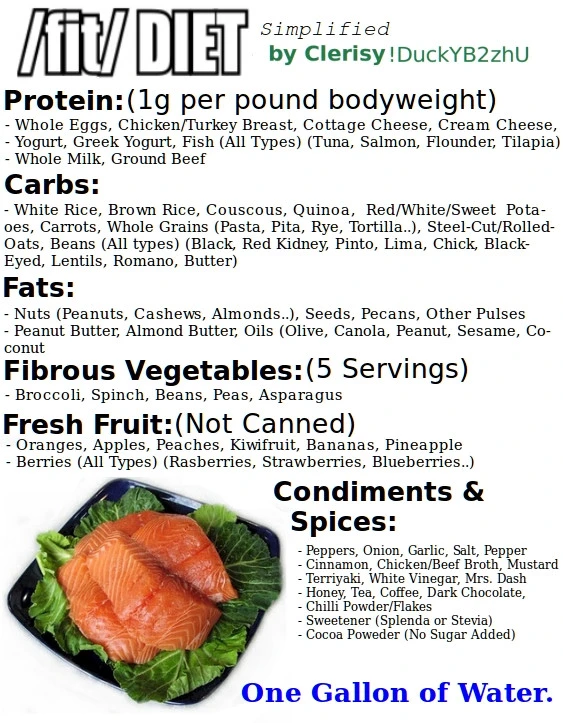 /fit/ DIET Simplified
by Clerisy!DuckYB2zhU
Protein:(1g per pound bodyweight)
- Whole Eggs, Chicken/Turkey Breast, Cottage Cheese, Cream Cheese,
- Yogurt, Greek Yogurt, Fish (All Types) (Tuna, Salmon, Flounder, Tilapia)
- Whole Milk, Ground Beef
Carbs:
- White Rice, Brown Rice, Couscous, Quinoa, Red/White/Sweet Pota-
oes, Carrots, Whole Grains (Pasta, Pita, Rye, Tortilla..), Steel-Cut/Rolled-
Oats, Beans (All types) (Black, Red Kidney, Pinto, Lima, Chick, Black-
Eyed, Lentils, Romano, Butter)
Fats:
- Nuts (Peanuts, Cashews, Almonds..), Seeds, Pecans, Other Pulses
- Peanut Butter, Almond Butter, Oils (Olive, Canola, Peanut, Sesame, Co-
conut
Fibrous Vegetables:(5 Servings)
- Broccoli, Spinch, Beans, Peas, Asparagus
Fresh Fruit:(Not Canned)
- Oranges, Apples, Peaches, Kiwifruit, Bananas, Pineapple
- Berries (All Types) (Rasberries, Strawberries, Blueberries..)
Condiments &
Spices:
- Peppers, Onion, Garlic, Salt, Pepper
- Cinnamon, Chicken/Beef Broth, Mustard
- Terriyaki, White Vinegar, Mrs. Dash
- Honey, Tea, Coffee, Dark Chocolate,
- Chilli Powder/Flakes
- Sweetener (Splenda or Stevia)
- Cocoa Poweder (No Sugar Added)
One Gallon of Water.